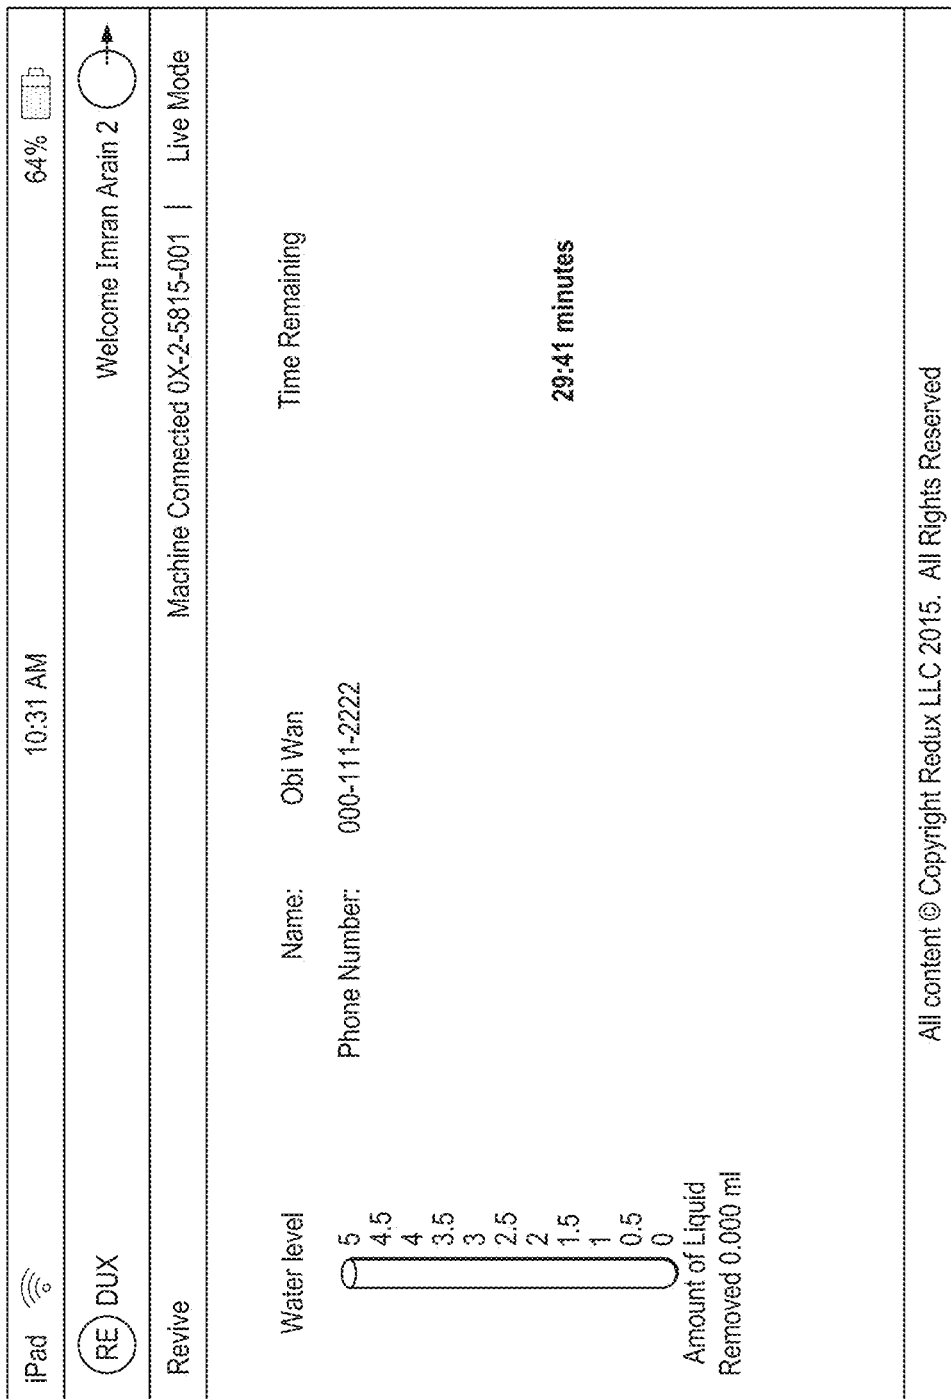 iPad 10:31 AM 64%
REDUX Welcome Imran Arain 2
Revive Machine Connected 0X-2-5815-001 | Live Mode
Water level Name: Obi Wan Time Remaining
Phone Number: 000-111-2222
5
4.5
4
3.5
3
2.5
2
1.5
1
0.5
0
29:41 minutes
Amount of Liquid
Removed 0.000 ml
All content © Copyright Redux LLC 2015. All Rights Reserved